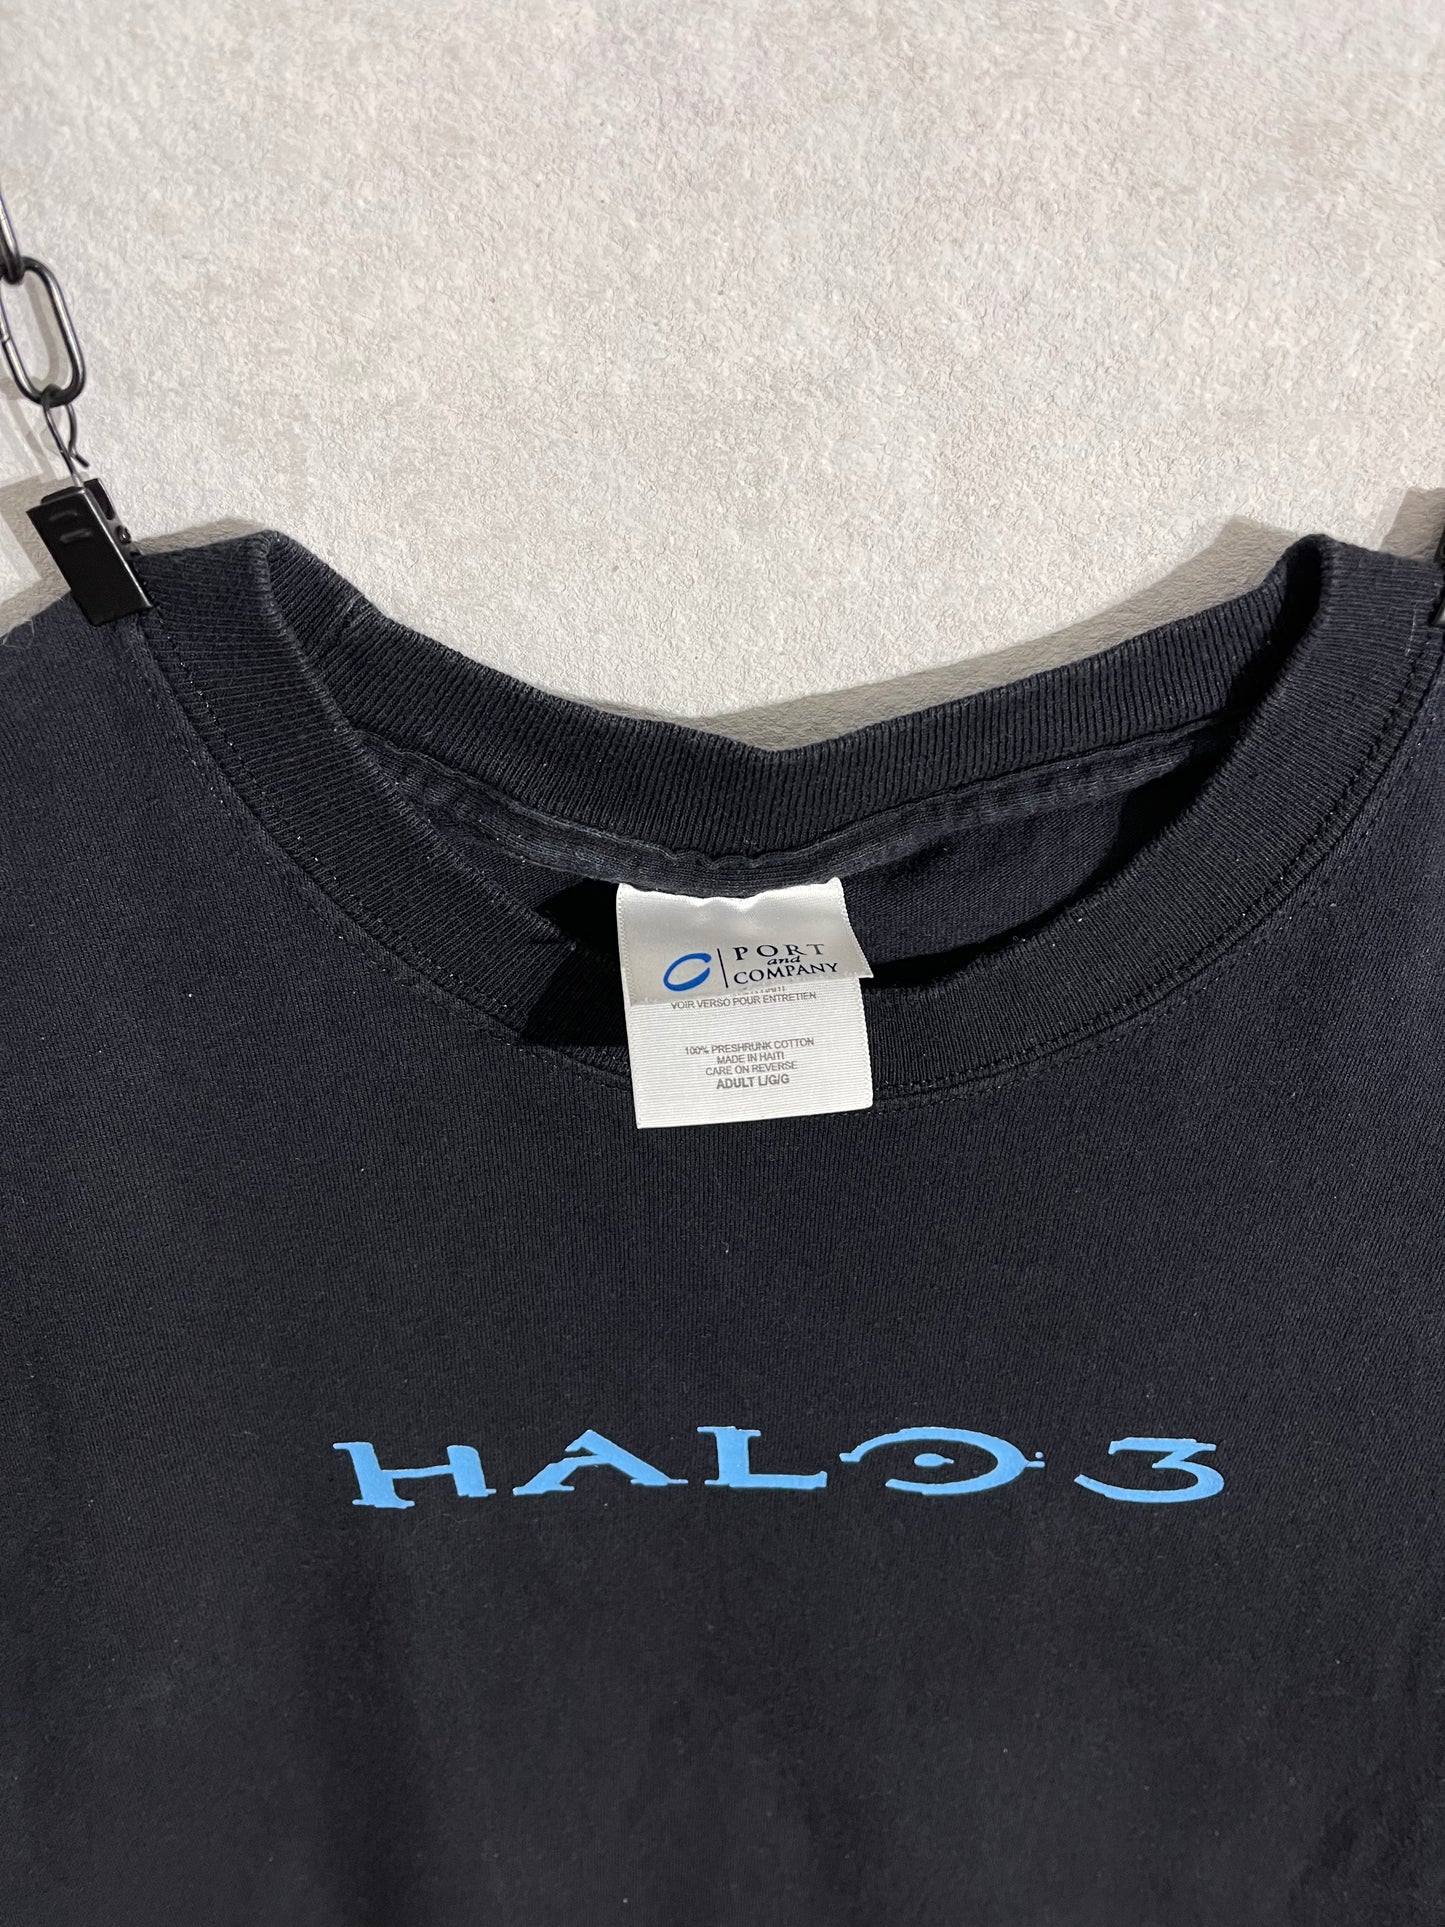 PORT
and
COMPANY
VOIR VERSO POUR ENTRETIEN
100% PRESHRUNK COTTON
MADE IN HAITI
CARE ON REVERSE
ADULT L/G/G
HALO 3